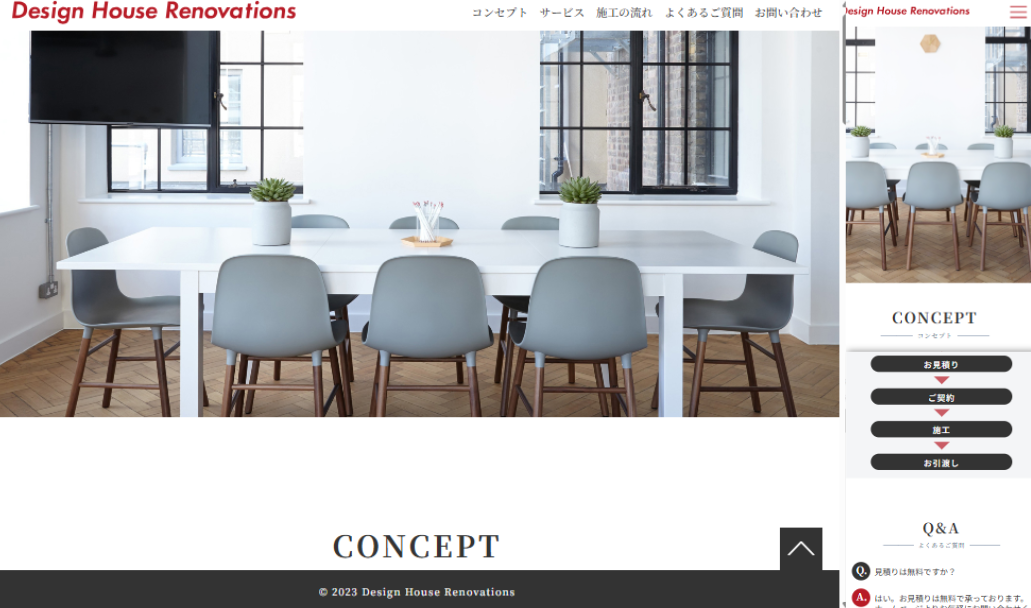 Design House Renovations
コンセプト サービス 施工の流れ よくあるご質問 お問い合わせ
CONCEPT
© 2023 Design House Renovations
Design House Renovations
CONCEPT
コンセプト
お見積り
ご契約
施工
お引渡し
Q&A
よくあるご質問
Q. 見積りは無料ですか？
A. はい。お見積りは無料で承っております。